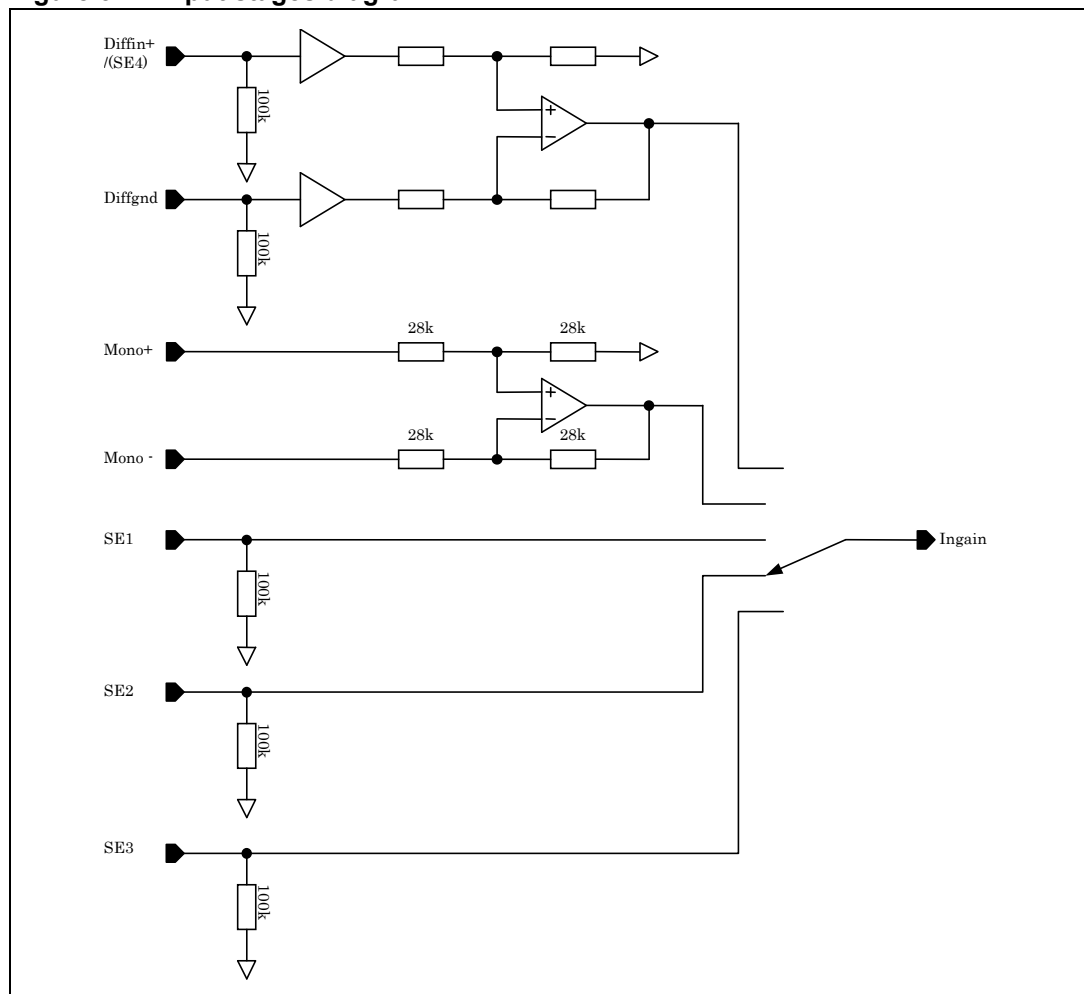 Diffin+
/(SE4)
100k
+
−
Diffgnd
100k
Mono+
28k
28k
+
−
Mono -
28k
28k
SE1
Ingain
100k
SE2
100k
SE3
100k